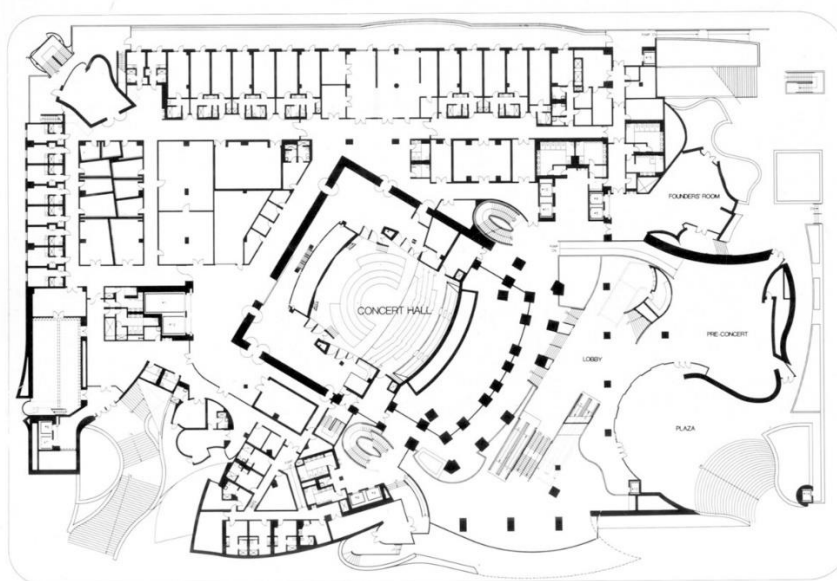 FOUNDERS' ROOM
CONCERT HALL
PRE-CONCERT
LOBBY
PLAZA